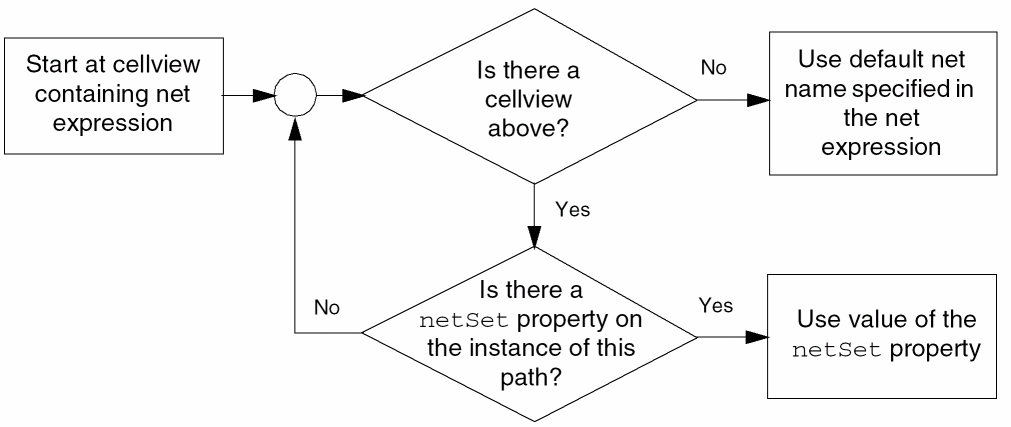 Start at cellview
containing net
expression
Is there a
cellview
above?
No
Use default net
name specified in
the net
expression
Yes
Is there a
netSet property on
the instance of this
path?
No
Yes
Use value of the
netSet property